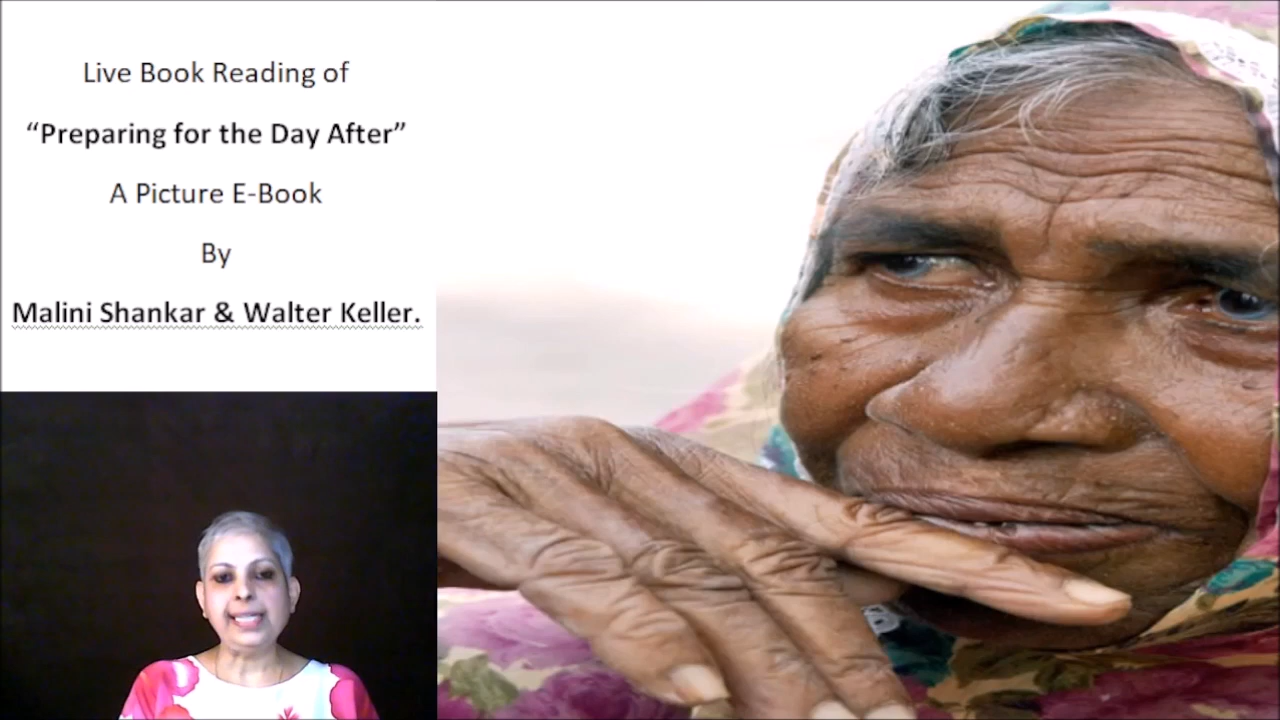 Live Book Reading of
“Preparing for the Day After”
A Picture E-Book
By
Malini Shankar & Walter Keller.